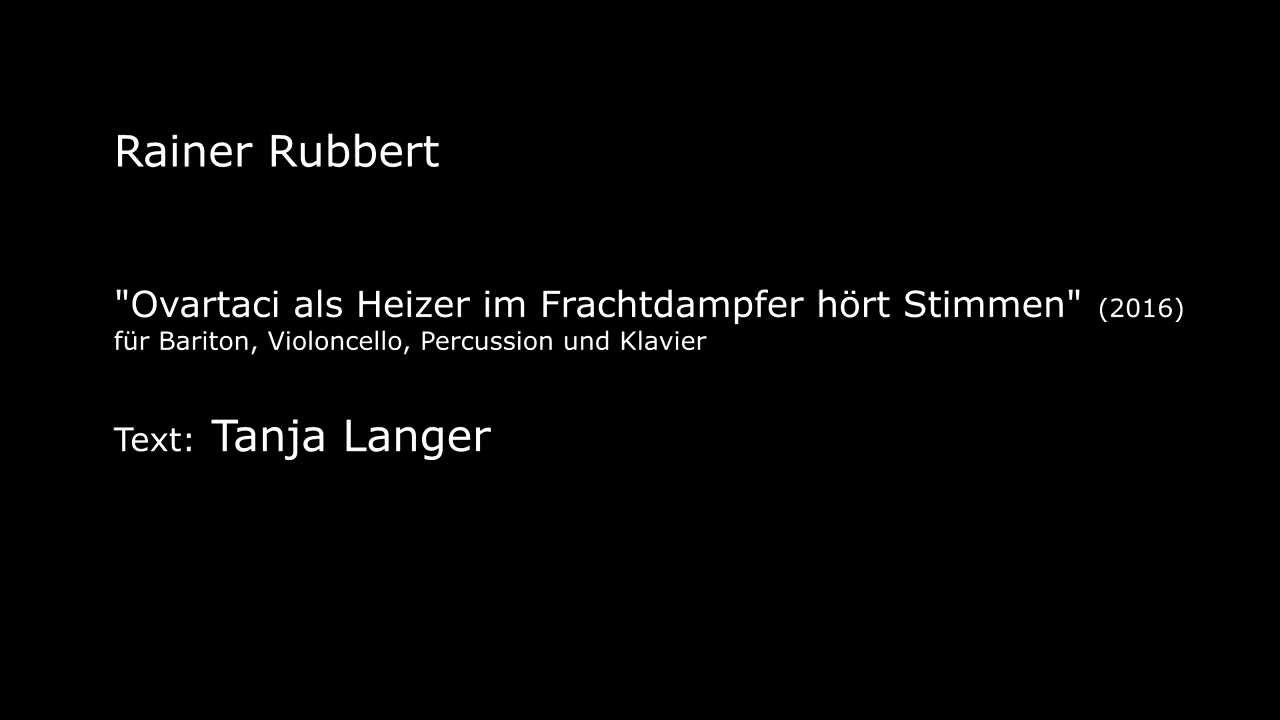 Rainer Rubbert
"Ovartaci als Heizer im Frachtdampfer hört Stimmen" (2016)
für Bariton, Violoncello, Percussion und Klavier
Text: Tanja Langer